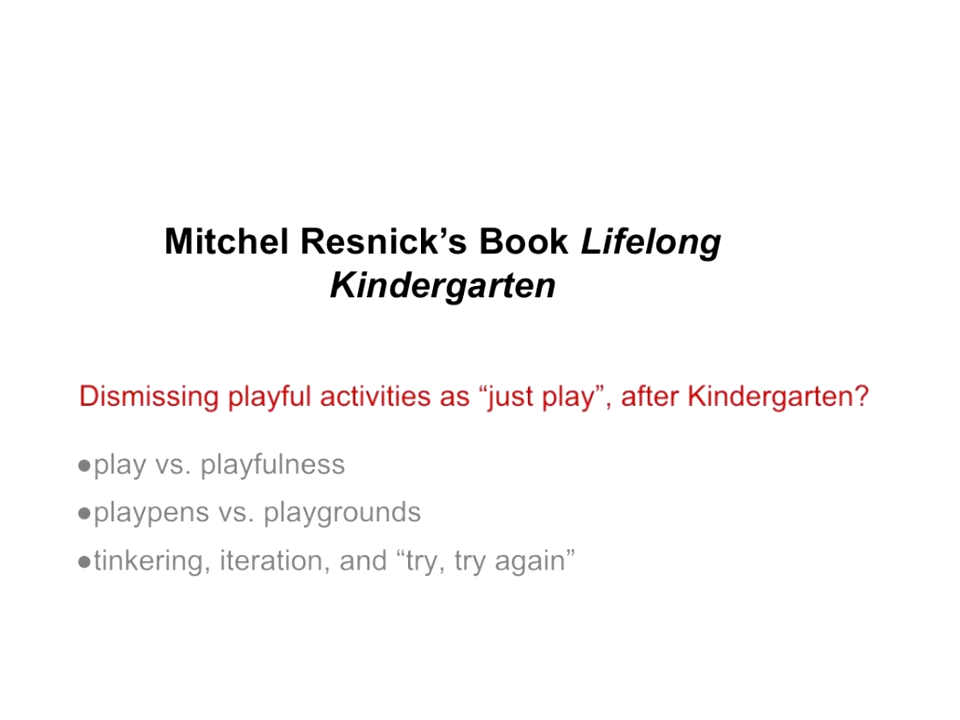 Mitchel Resnick’s Book Lifelong
Kindergarten
Dismissing playful activities as “just play”, after Kindergarten?
●play vs. playfulness
●playpens vs. playgrounds
●tinkering, iteration, and “try, try again”